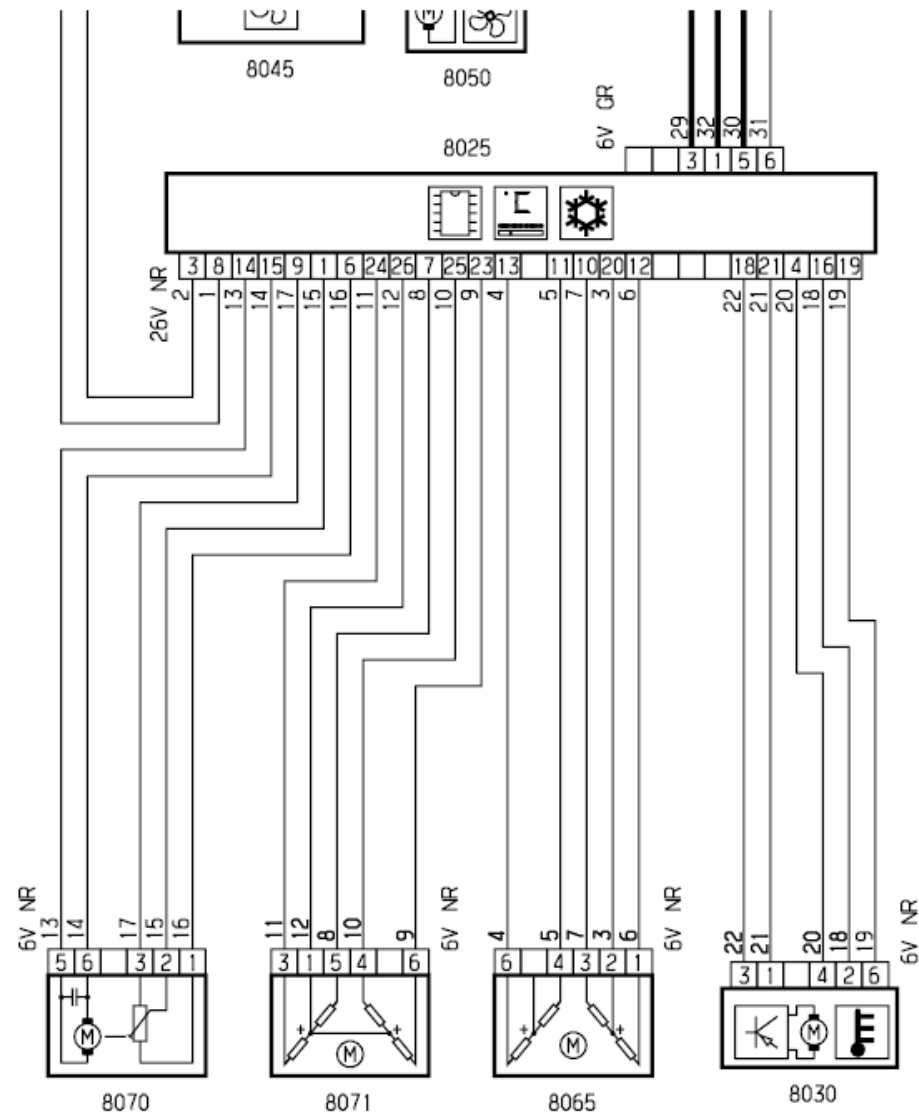 8045 8050
6V GR
29 32 30 31
8025
3 1 5 6
°C
26V NR
3 8 14 15 9 1 6 24 26 7 25 23 13 11 10 20 12 18 21 4 16 19
2 1 13 14 17 15 16 11 12 8 10 9 4 5 7 3 6 22 21 20 18 19
6V NR 13 14 17 15 16
11 12 8 10 9 6V NR
4 5 7 3 6 6V NR
22 21 20 18 19 6V NR
5 6 3 2 1
3 1 5 4 6
6 4 3 2 1
3 1 4 2 6
M
+ + M
+ + M
M
8070 8071 8065 8030